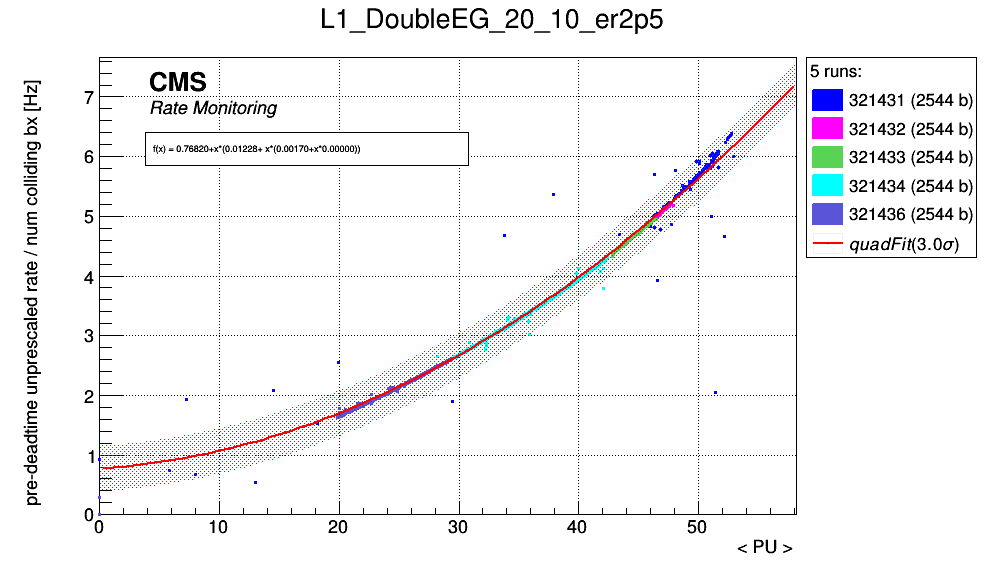 L1_DoubleEG_20_10_er2p5
pre-deadtime unprescaled rate / num colliding bx [Hz]
CMS
Rate Monitoring
f(x) = 0.76820+x*(0.01228+ x*(0.00170+x*0.00000))
7
6
5
4
3
2
1
0
0 10 20 30 40 50
< PU >
5 runs:
321431 (2544 b)
321432 (2544 b)
321433 (2544 b)
321434 (2544 b)
321436 (2544 b)
quadFit(3.0σ)